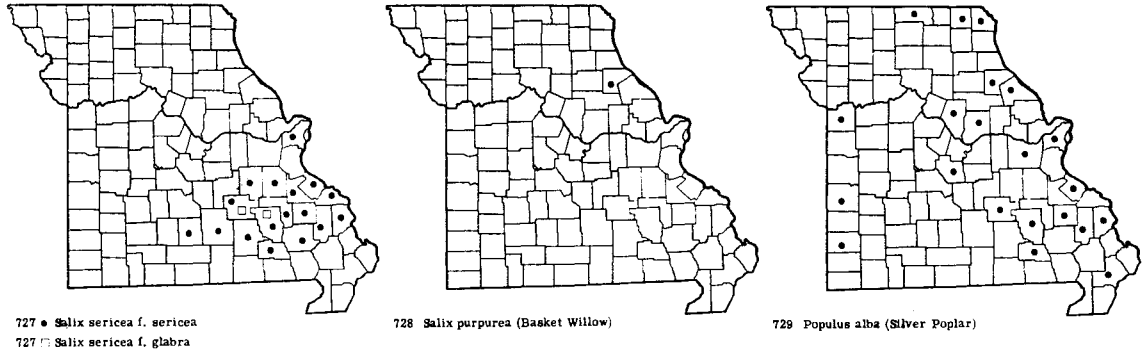 727 ● Salix sericea f. sericea
727 □ Salix sericea f. glabra
728 Salix purpurea (Basket Willow)
729 Populus alba (Silver Poplar)